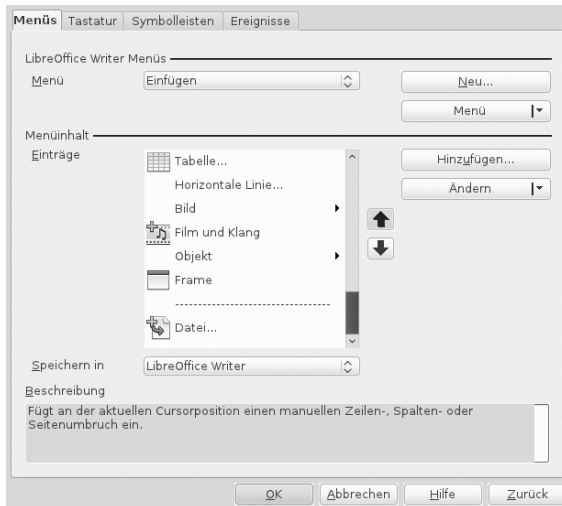 Menüs Tastatur Symbolleisten Ereignisse
LibreOffice Writer Menüs
Menü Einfügen Neu...
Menü
Menüinhalt
Einträge Tabelle... Hinzufügen...
Horizontale Linie... Ändern
Bild
Film und Klang
Objekt
Frame
Datei...
Speichern in LibreOffice Writer
Beschreibung
Fügt an der aktuellen Cursorposition einen manuellen Zeilen-, Spalten- oder
Seitenumbruch ein.
OK Abbrechen Hilfe Zurück